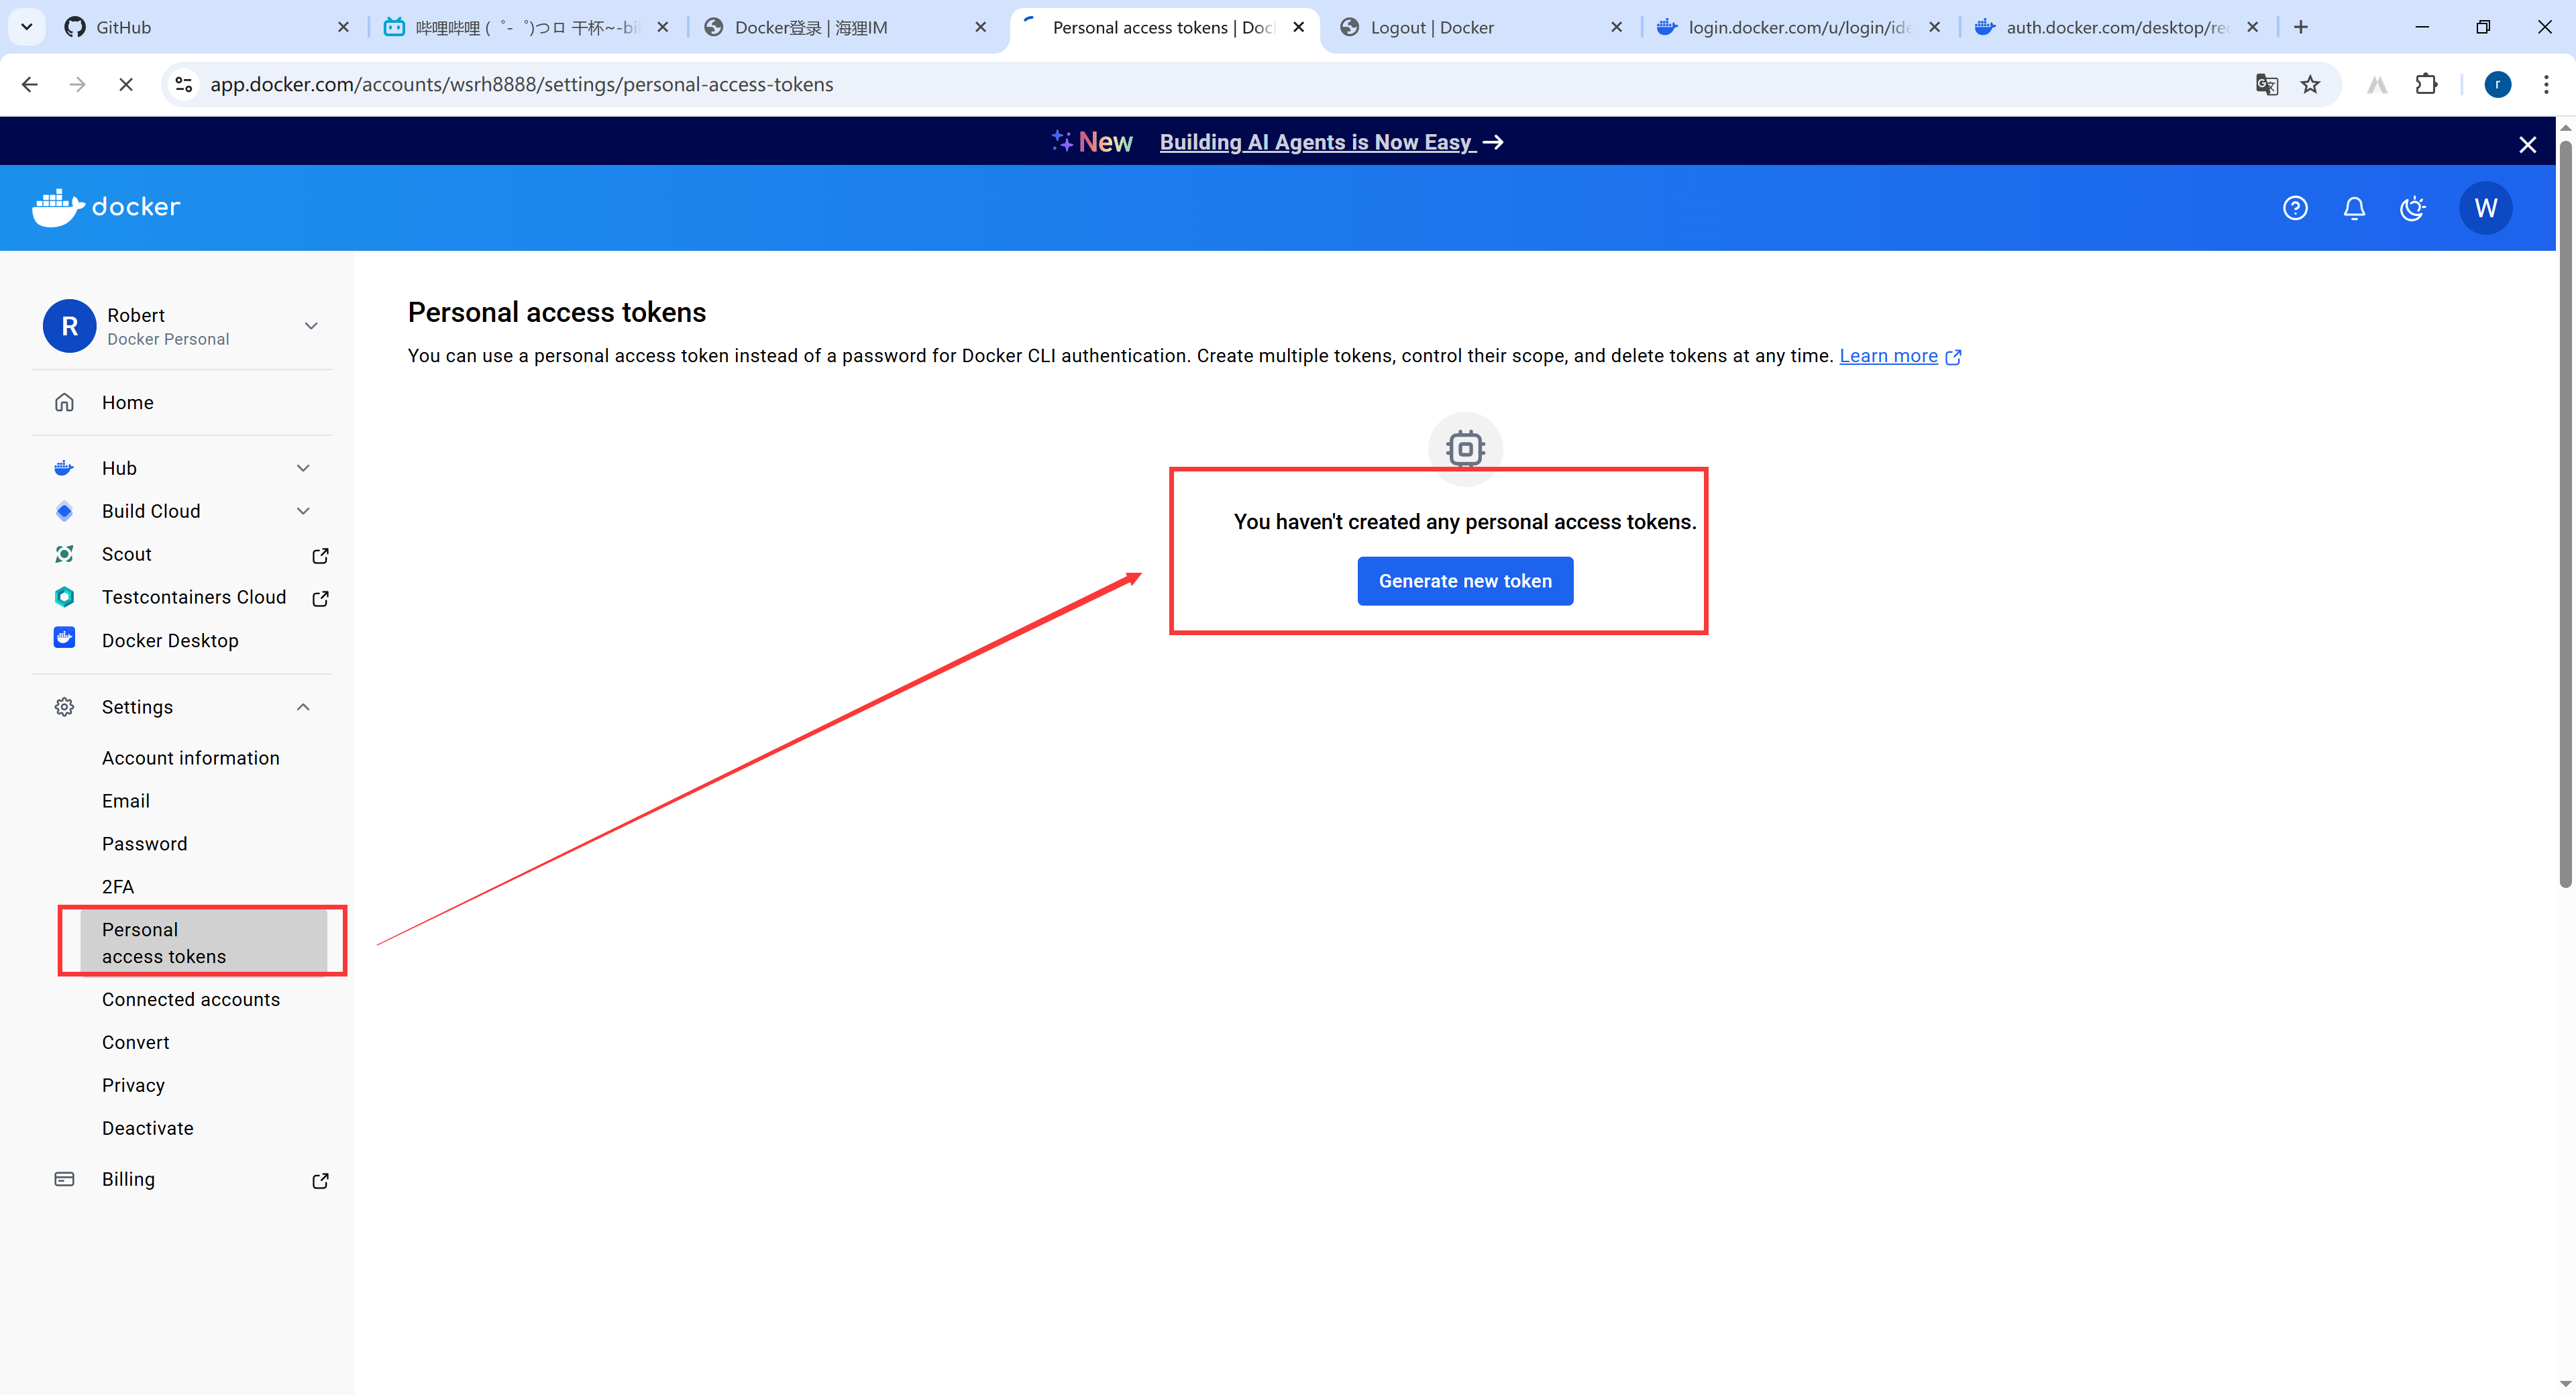 GitHub
哔哩哔哩 (゜-゜)つロ 干杯~-bil
Docker登录 | 海狸IM
Personal access tokens | Doc
Logout | Docker
login.docker.com/u/login/ide
auth.docker.com/desktop/re
app.docker.com/accounts/wsrh8888/settings/personal-access-tokens
r
New Building AI Agents is Now Easy →
docker
W
R
Robert
Docker Personal
Home
Hub
Build Cloud
Scout
Testcontainers Cloud
Docker Desktop
Settings
Account information
Email
Password
2FA
Personal
access tokens
Connected accounts
Convert
Privacy
Deactivate
Billing
Personal access tokens
You can use a personal access token instead of a password for Docker CLI authentication. Create multiple tokens, control their scope, and delete tokens at any time. Learn more
You haven't created any personal access tokens.
Generate new token